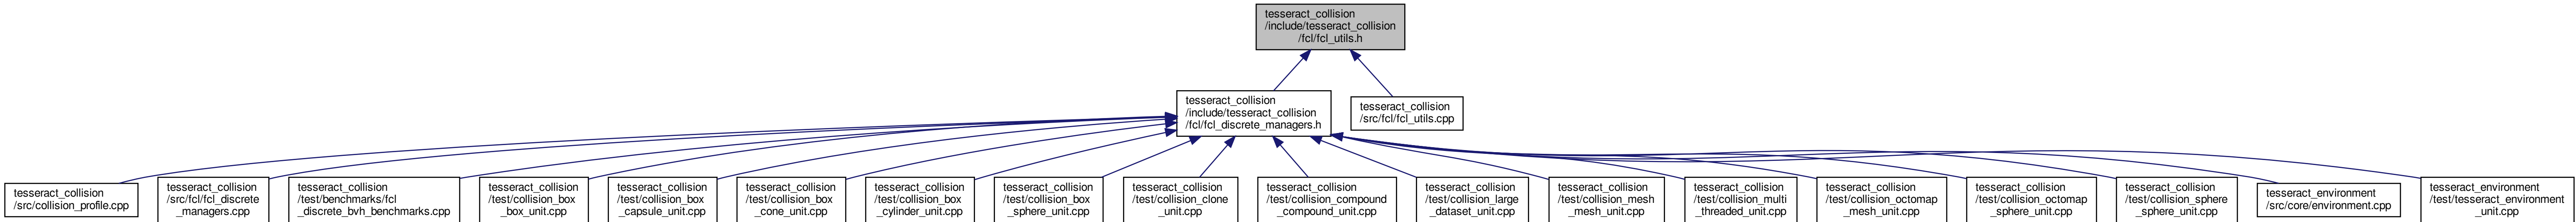 tesseract_collision
/include/tesseract_collision
/fcl/fcl_utils.h
tesseract_collision
/include/tesseract_collision
/fcl/fcl_discrete_managers.h
tesseract_collision
/src/fcl/fcl_utils.cpp
tesseract_collision
/src/collision_profile.cpp
tesseract_collision
/src/fcl/fcl_discrete
_managers.cpp
tesseract_collision
/test/benchmarks/fcl
_discrete_bvh_benchmarks.cpp
tesseract_collision
/test/collision_box
_box_unit.cpp
tesseract_collision
/test/collision_box
_capsule_unit.cpp
tesseract_collision
/test/collision_box
_cone_unit.cpp
tesseract_collision
/test/collision_box
_cylinder_unit.cpp
tesseract_collision
/test/collision_box
_sphere_unit.cpp
tesseract_collision
/test/collision_clone
_unit.cpp
tesseract_collision
/test/collision_compound
_compound_unit.cpp
tesseract_collision
/test/collision_large
_dataset_unit.cpp
tesseract_collision
/test/collision_mesh
_mesh_unit.cpp
tesseract_collision
/test/collision_multi
_threaded_unit.cpp
tesseract_collision
/test/collision_octomap
_mesh_unit.cpp
tesseract_collision
/test/collision_octomap
_sphere_unit.cpp
tesseract_collision
/test/collision_sphere
_sphere_unit.cpp
tesseract_environment
/src/core/environment.cpp
tesseract_environment
/test/tesseract_environment
_unit.cpp